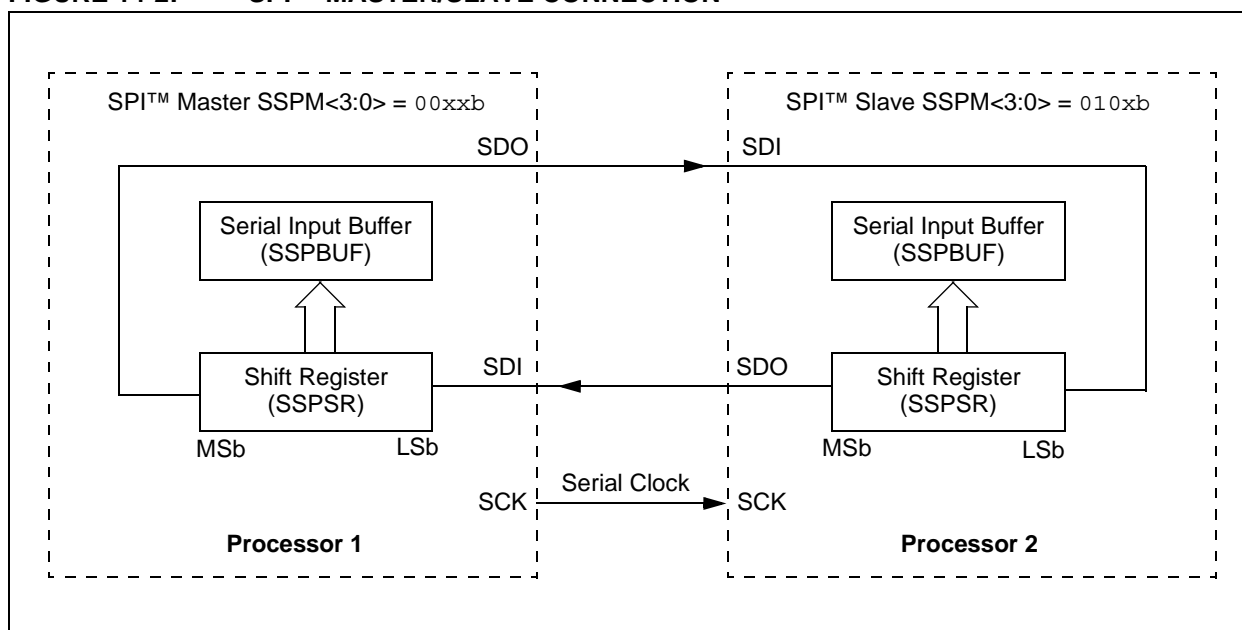 SPI™ Master SSPM<3:0> = 00xxb
SDO
Serial Input Buffer
(SSPBUF)
Shift Register
(SSPSR)
MSb
LSb
SDI
SCK
Processor 1
Serial Clock
SPI™ Slave SSPM<3:0> = 010xb
SDI
Serial Input Buffer
(SSPBUF)
SDO
Shift Register
(SSPSR)
MSb
LSb
SCK
Processor 2